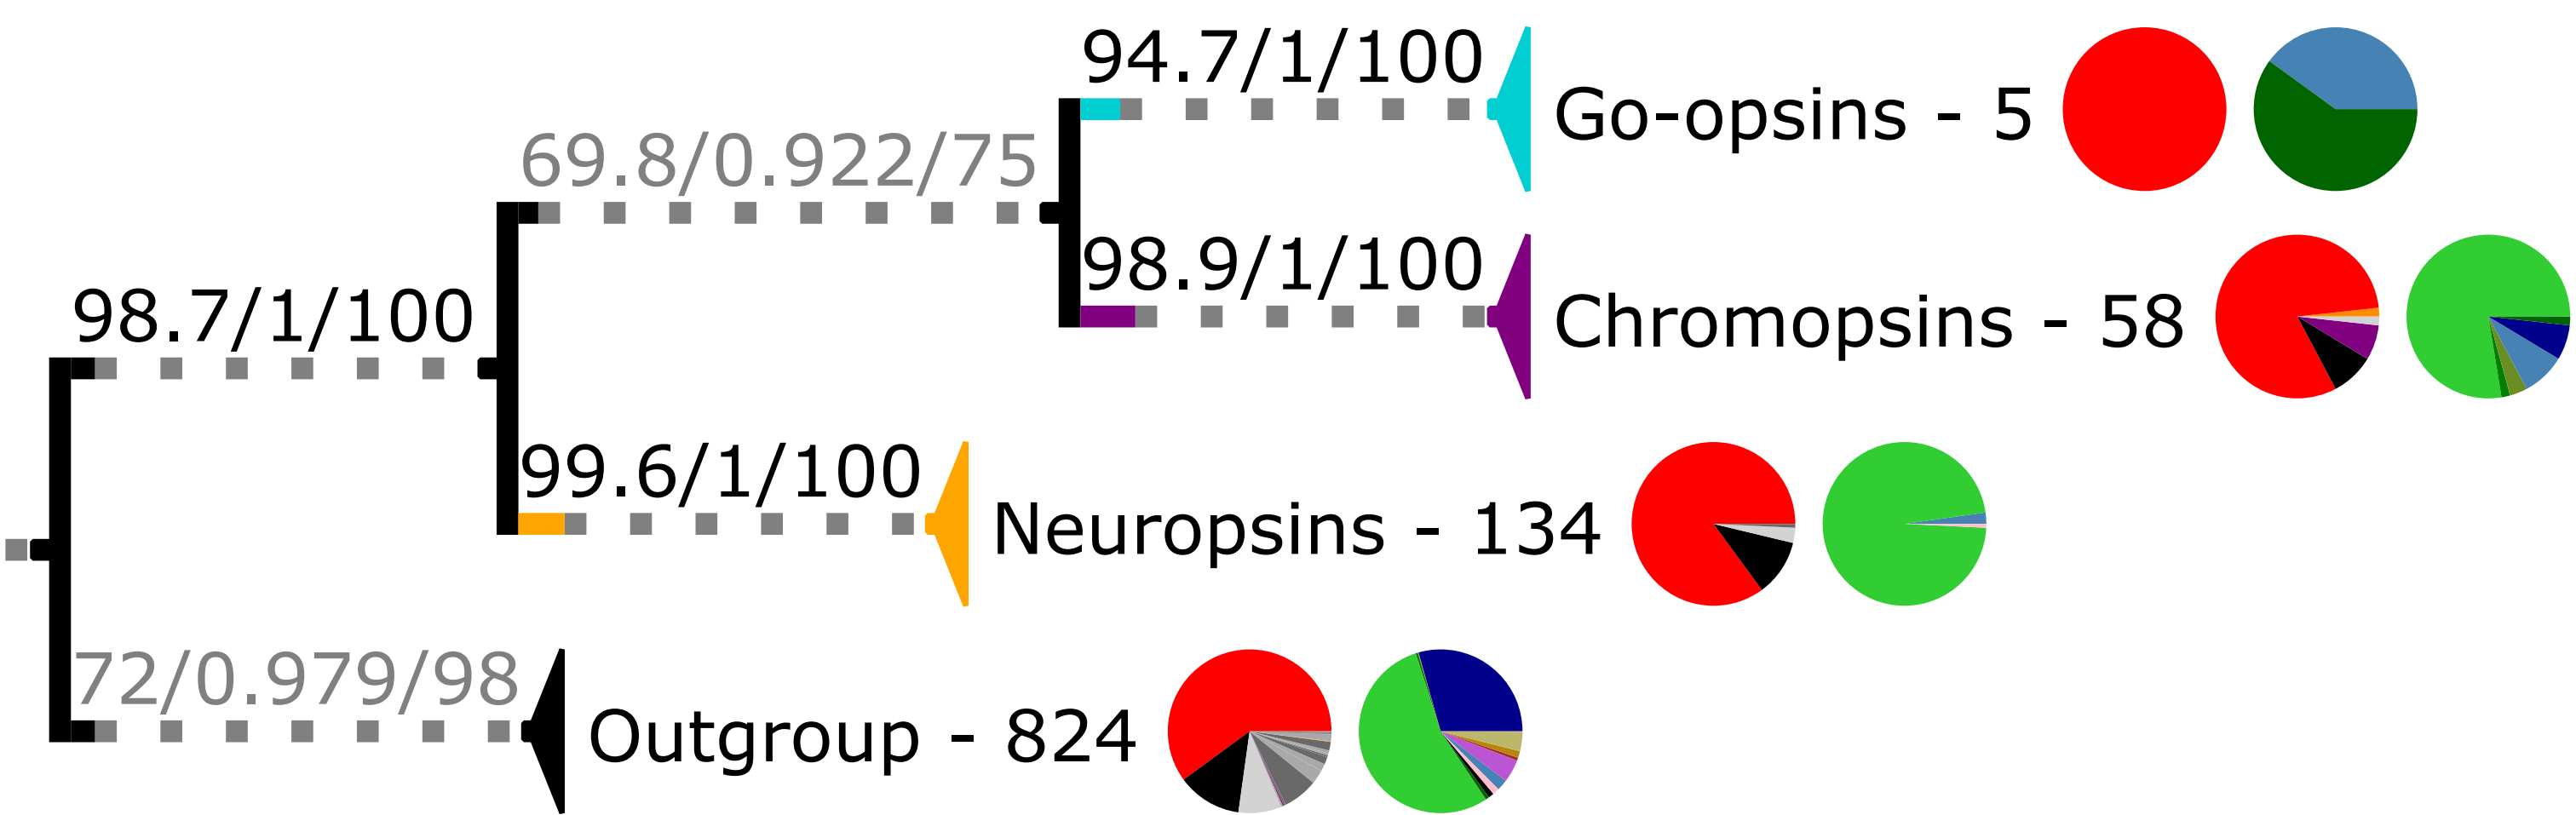 94.7/1/100
Go-opsins - 5
69.8/0.922/75
98.9/1/100
Chromopsins - 58
98.7/1/100
99.6/1/100
Neuropsins - 134
72/0.979/98
Outgroup - 824